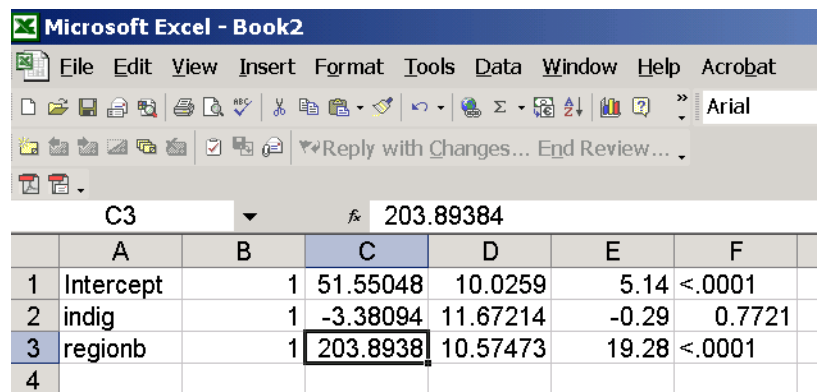 Microsoft Excel - Book2
File Edit View Insert Format Tools Data Window Help Acrobat
ABC Σ » Arial
Reply with Changes... End Review...
C3 fx 203.89384
A B C D E F
1 Intercept 1 51.55048 10.0259 5.14 <.0001
2 indig 1 -3.38094 11.67214 -0.29 0.7721
3 regionb 1 203.8938 10.57473 19.28 <.0001
4